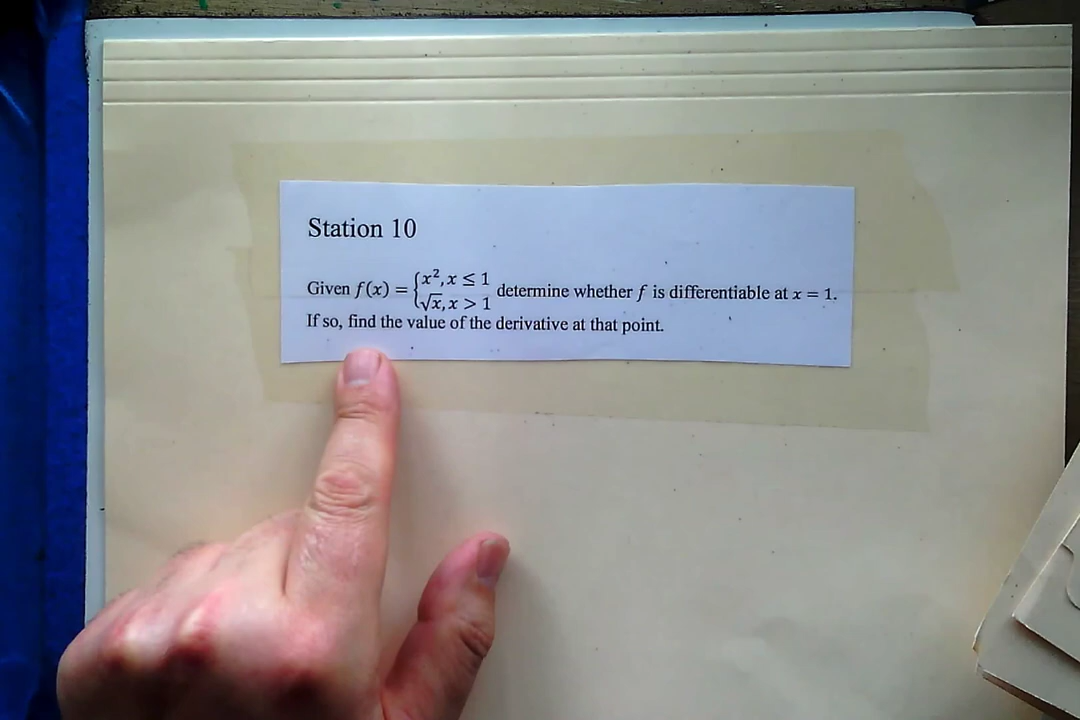 Station 10
Given f(x) = {x², x ≤ 1
√x, x > 1 determine whether f is differentiable at x = 1.
If so, find the value of the derivative at that point.